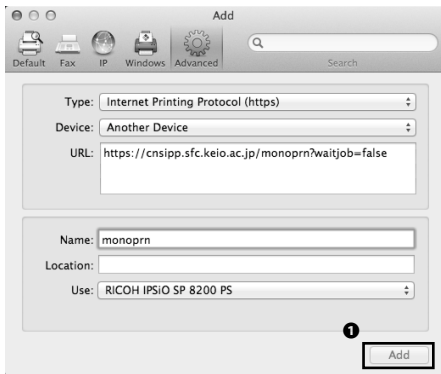 Add
Default Fax IP Windows Advanced Search
Type: Internet Printing Protocol (https)
Device: Another Device
URL: https://cnsipp.sfc.keio.ac.jp/monoprn?waitjob=false
Name: monoprn
Location:
Use: RICOH IPSiO SP 8200 PS
1
Add